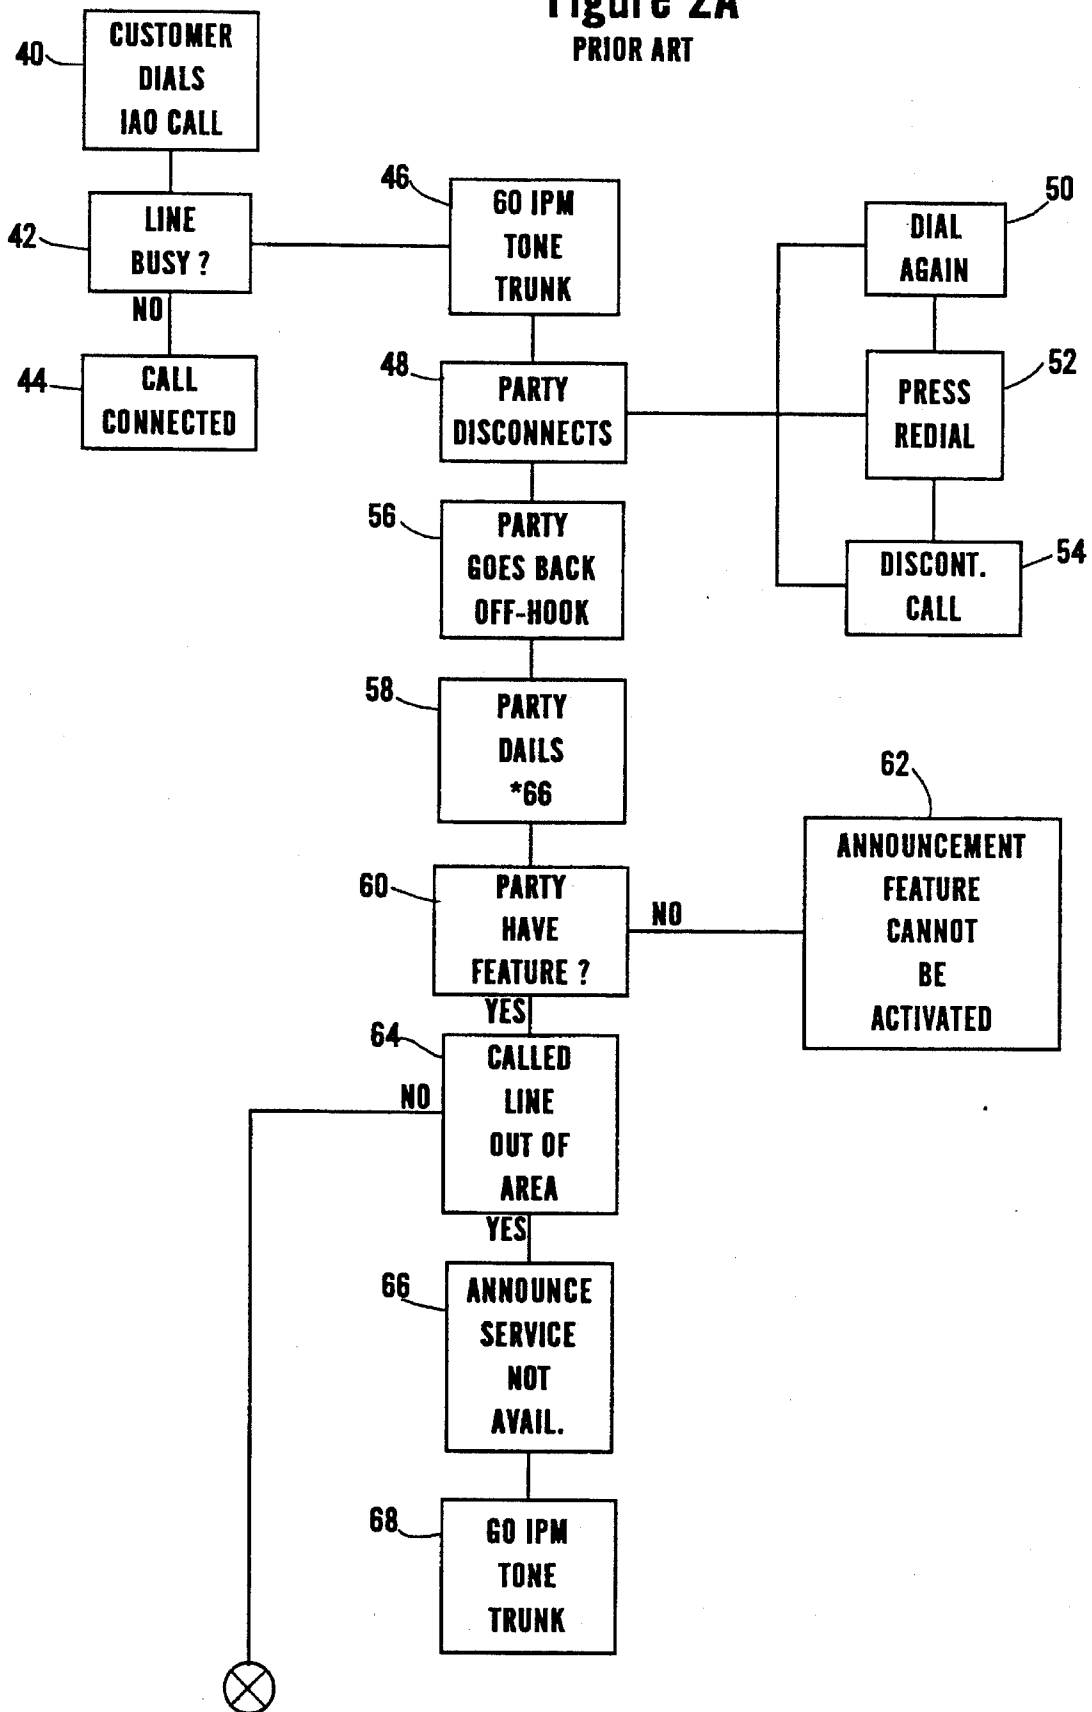 Figure 2A
PRIOR ART
40
CUSTOMER
DIALS
IAO CALL
42
LINE
BUSY ?
NO
44
CALL
CONNECTED
46
60 IPM
TONE
TRUNK
48
PARTY
DISCONNECTS
50
DIAL
AGAIN
52
PRESS
REDIAL
54
DISCONT.
CALL
56
PARTY
GOES BACK
OFF-HOOK
58
PARTY
DAILS
*66
60
PARTY
HAVE
FEATURE ?
NO
62
ANNOUNCEMENT
FEATURE
CANNOT
BE
ACTIVATED
YES
64
CALLED
LINE
OUT OF
AREA
NO
YES
66
ANNOUNCE
SERVICE
NOT
AVAIL.
68
GO IPM
TONE
TRUNK